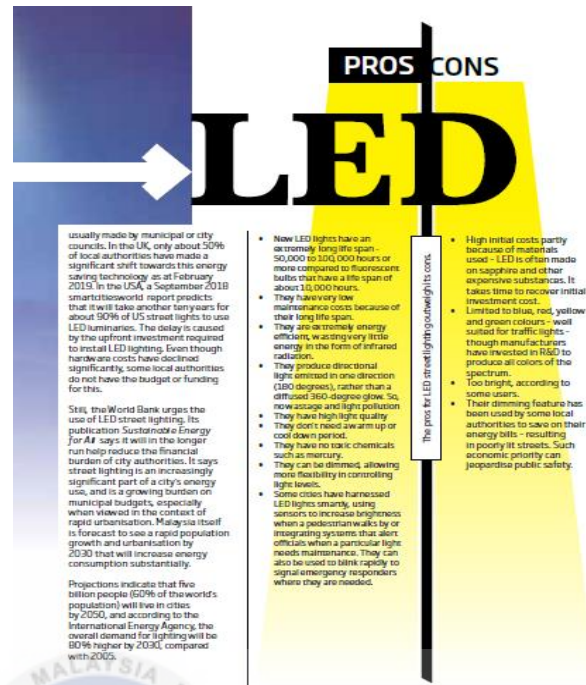 PROS CONS
LED
usually made by municipal or city
councils. In the UK, only about 50%
of local authorities have made a
significant shift towards this energy
saving technology as at February
2019. In the USA, a September 2018
smartcitiesworld report predicts
that it will take another ten years for
about 90% of US street lights to use
LED luminaries. The delay is caused
by the upfront investment required
to install LED lighting. Even though
hardware costs have declined
significantly, some local authorities
do not have the budget or funding
for this.
Still, the World Bank urges the
use of LED street lighting. Its
publication Sustainable Energy
for All says it will in the longer
run help reduce the financial
burden of city authorities. It says
street lighting is an increasingly
significant part of a city's energy
use, and is a growing burden on
municipal budgets, especially
when viewed in the context of
rapid urbanisation. Malaysia itself
is forecast to see a rapid population
growth and urbanisation by
2030 that will increase energy
consumption substantially.
Projections indicate that five
billion people (60% of the world's
population) will live in cities
by 2050, and according to the
International Energy Agency, the
overall demand for lighting will be
80% higher by 2030, compared
with 2005.
MALAYSIA
• New LED lights have an
extremely long life span -
50,000 to 100,000 hours or
more compared to fluorescent
bulbs that have a life span of
about 10,000 hours.
• They have very low
maintenance costs because of
their long life span.
• They are extremely energy
efficient, wasting very little
energy in the form of infrared
radiation.
• They produce directional
light emitted in one direction
(180 degrees), rather than a
diffused 360-degree glow. So,
no wastage and light pollution
• They have high light quality
• They don't need a warm up or
cool down period.
• They have no toxic chemicals
such as mercury.
• They can be dimmed, allowing
more flexibility in controlling
light levels.
• Some cities have harnessed
LED lights smartly, using
sensors to increase brightness
when a pedestrian walks by or
integrating systems that alert
officials when a particular light
needs maintenance. They can
also be used to blink rapidly to
signal emergency responders
where they are needed.
The pros for LED street lighting outweigh its cons.
• High initial costs partly
because of materials
used - LED is often made
on sapphire and other
expensive substances. It
takes time to recover initial
investment cost.
• Limited to blue, red, yellow
and green colours - well
suited for traffic lights -
though manufacturers
have invested in R&D to
produce all colors of the
spectrum.
• Too bright, according to
some users.
• Their dimming feature has
been used by some local
authorities to save on their
energy bills - resulting
in poorly lit streets. Such
economic priority can
jeopardise public safety.